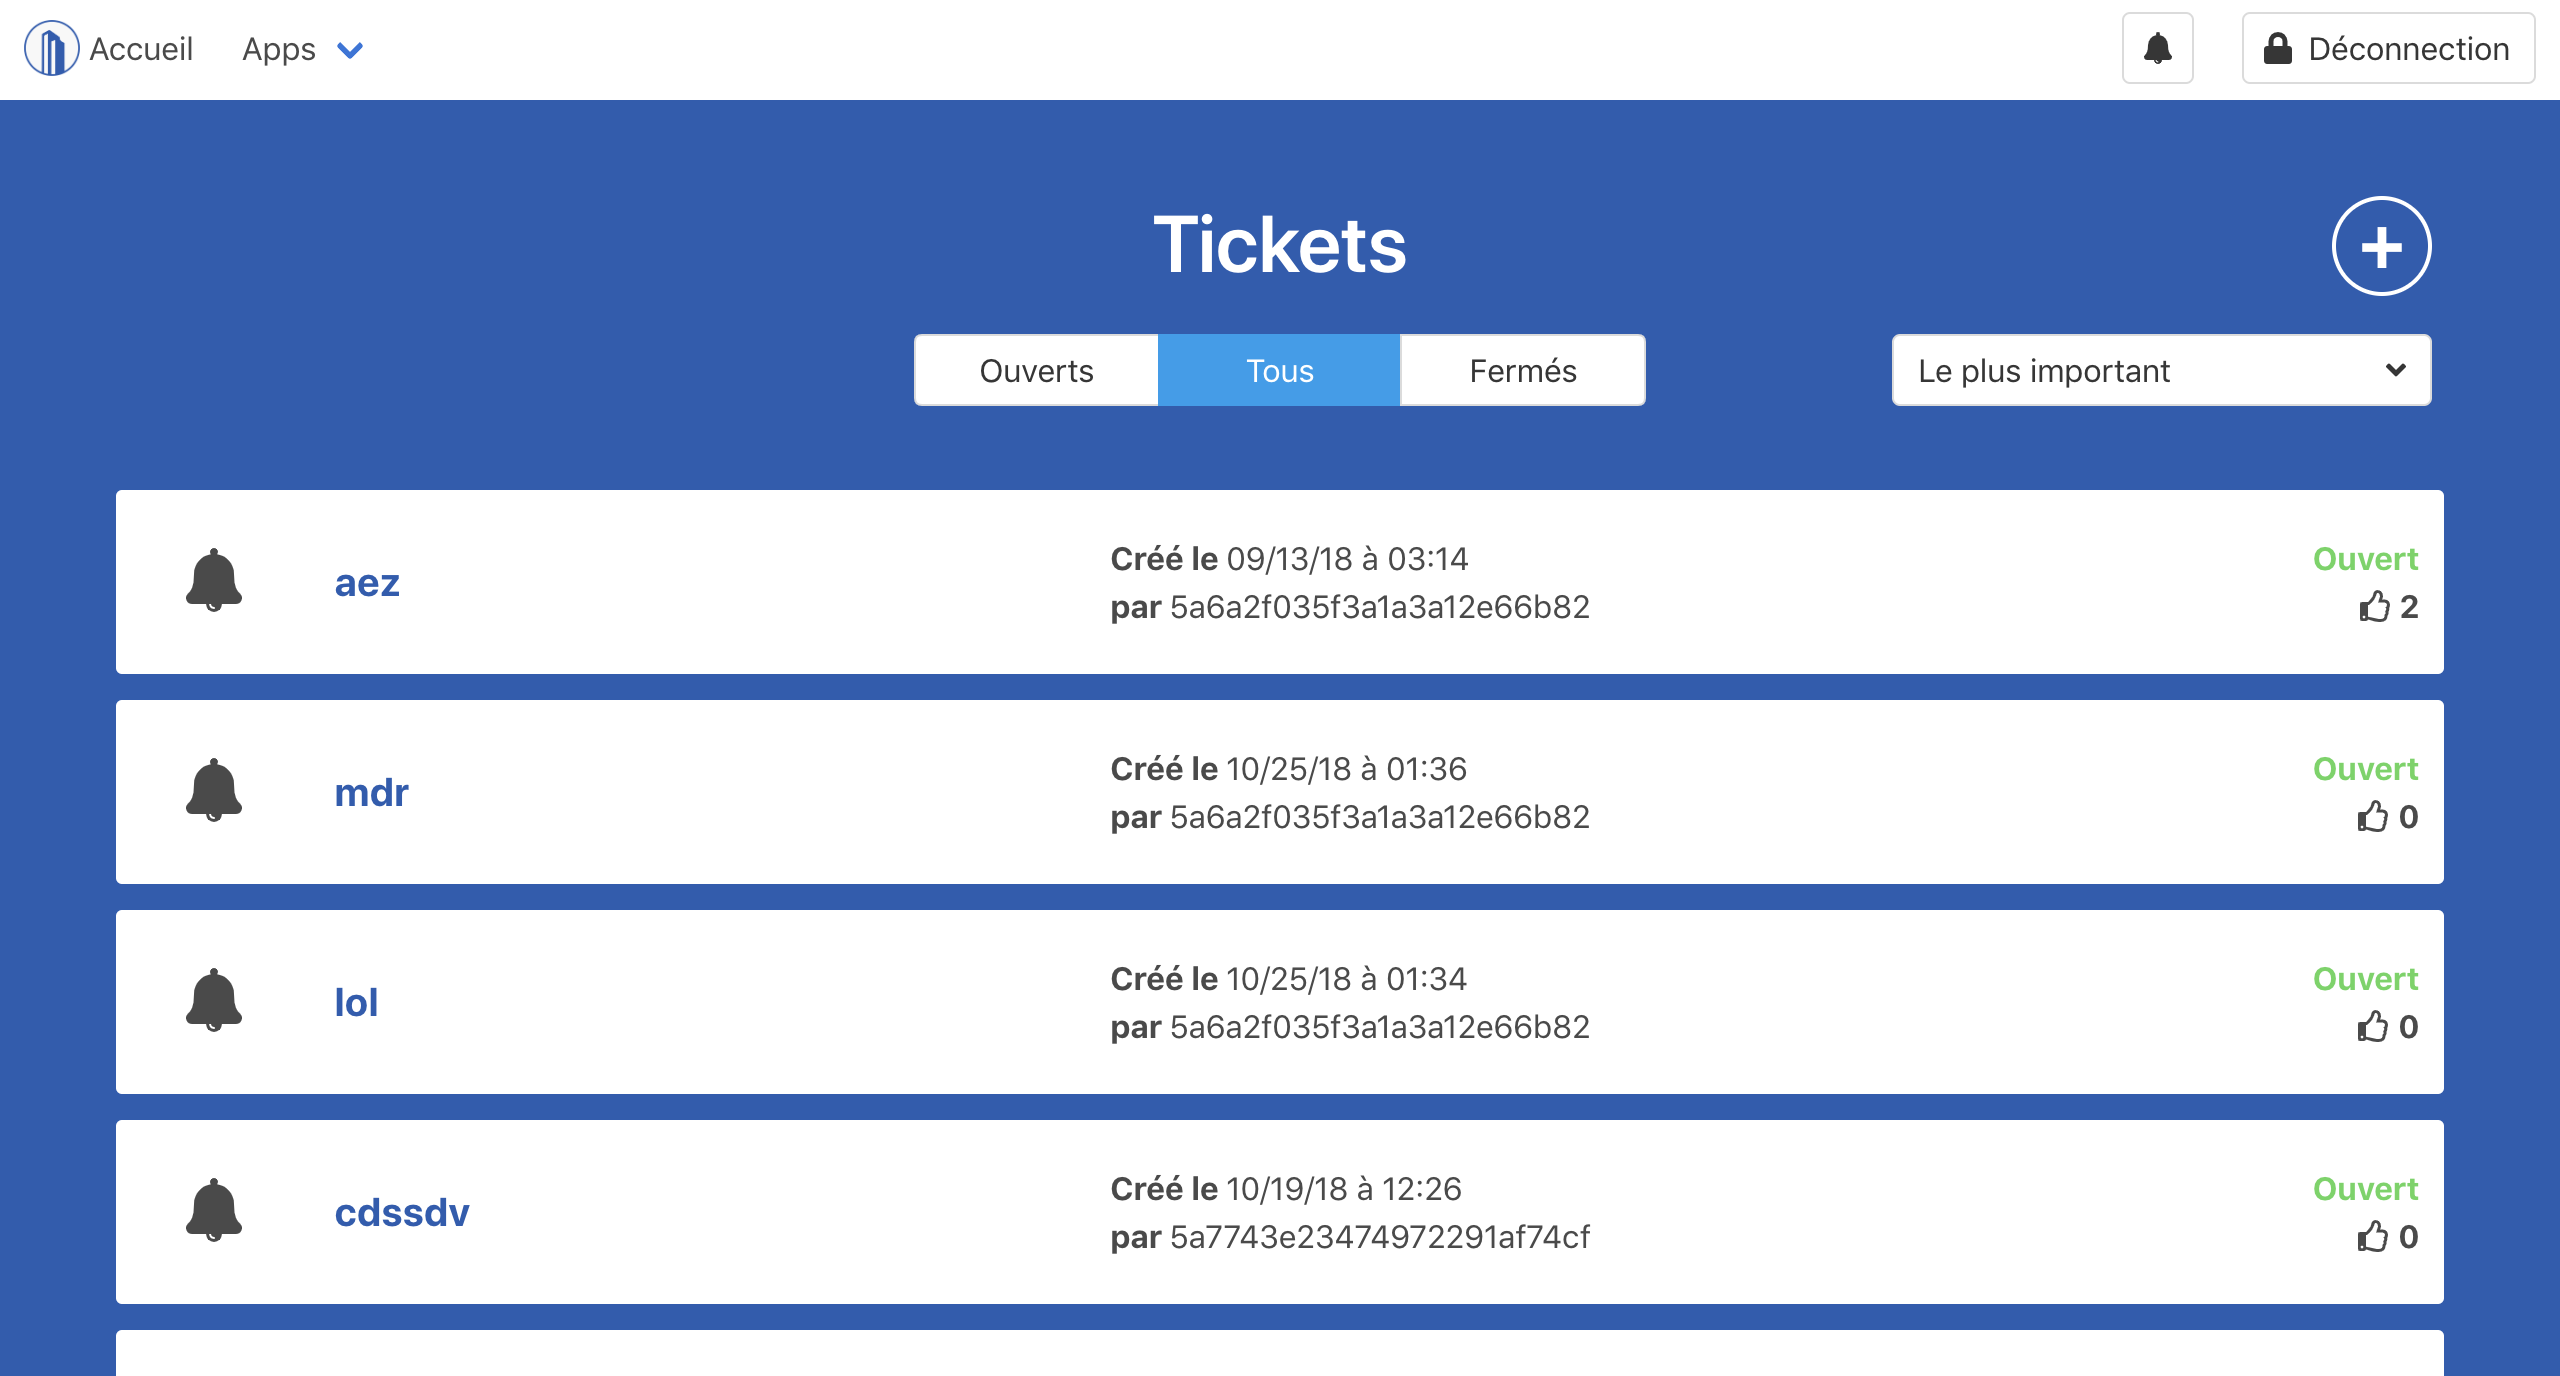 Accueil Apps Déconnection
Tickets
Ouverts Tous Fermés Le plus important
aez
Créé le 09/13/18 à 03:14
par 5a6a2f035f3a1a3a12e66b82
Ouvert
2
mdr
Créé le 10/25/18 à 01:36
par 5a6a2f035f3a1a3a12e66b82
Ouvert
0
lol
Créé le 10/25/18 à 01:34
par 5a6a2f035f3a1a3a12e66b82
Ouvert
0
cdssdv
Créé le 10/19/18 à 12:26
par 5a7743e23474972291af74cf
Ouvert
0